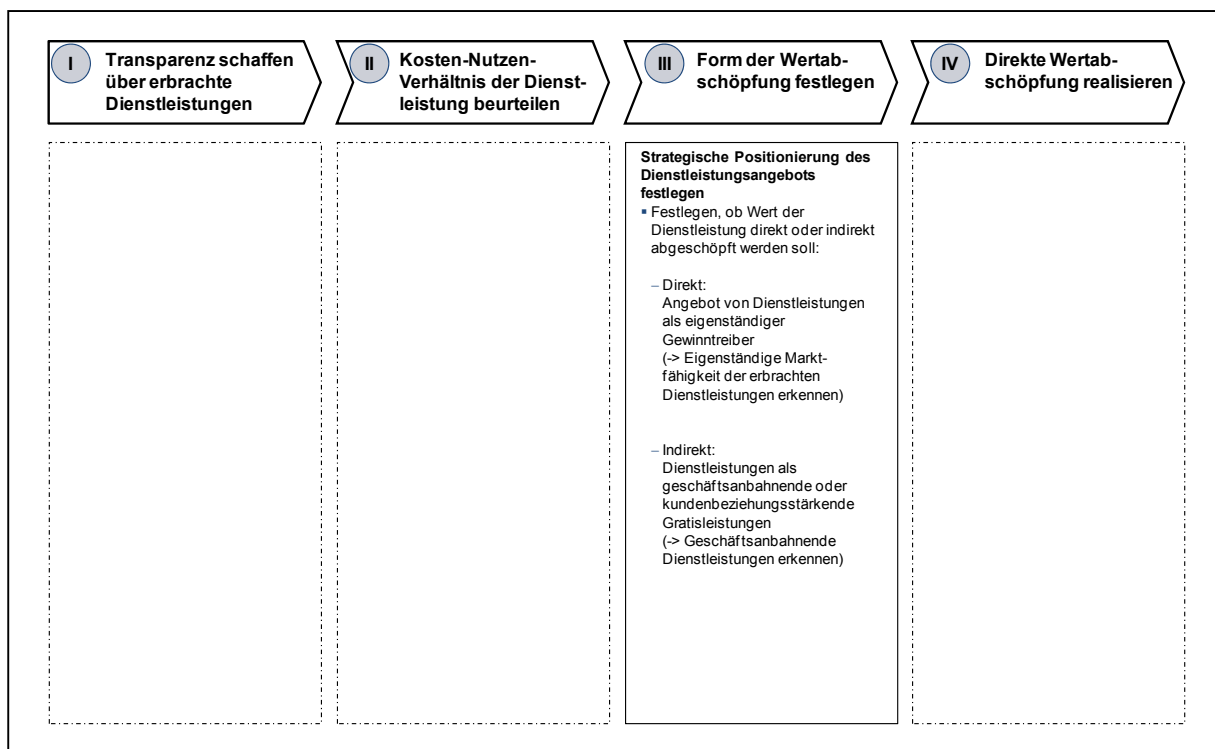 I
Transparenz schaffen
über erbrachte
Dienstleistungen
II
Kosten-Nutzen-
Verhältnis der Dienst-
leistung beurteilen
III
Form der Wertab-
schöpfung festlegen
IV
Direkte Wertab-
schöpfung realisieren
Strategische Positionierung des
Dienstleistungsangebots
festlegen
▪ Festlegen, ob Wert der
Dienstleistung direkt oder indirekt
abgeschöpft werden soll:
– Direkt:
Angebot von Dienstleistungen
als eigenständiger
Gewinntreiber
(-> Eigenständige Markt-
fähigkeit der erbrachten
Dienstleistungen erkennen)
– Indirekt:
Dienstleistungen als
geschäftsanbahnende oder
kundenbeziehungsstärkende
Gratisleistungen
(-> Geschäftsanbahnende
Dienstleistungen erkennen)